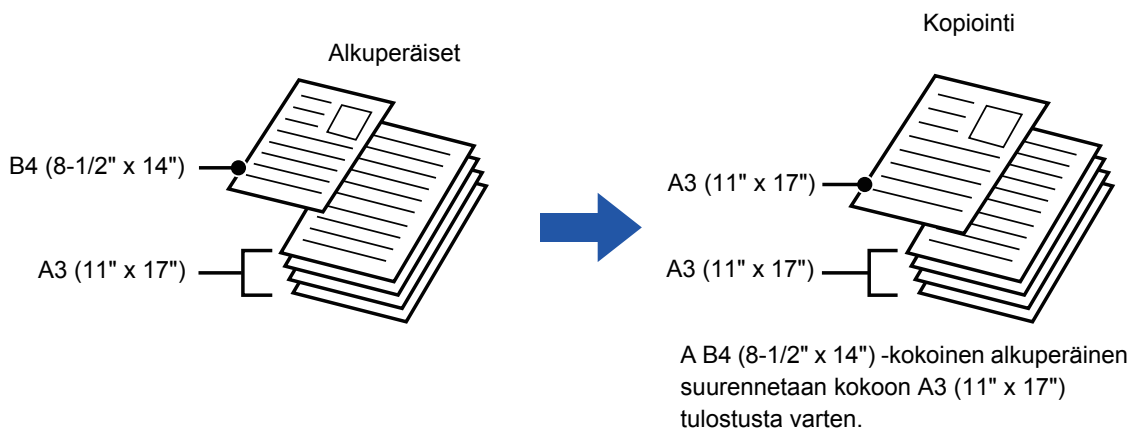 Alkuperäiset
B4 (8-1/2" x 14")
A3 (11" x 17")
Kopiointi
A3 (11" x 17")
A3 (11" x 17")
A B4 (8-1/2" x 14") -kokoinen alkuperäinen
suurennetaan kokoon A3 (11" x 17")
tulostusta varten.